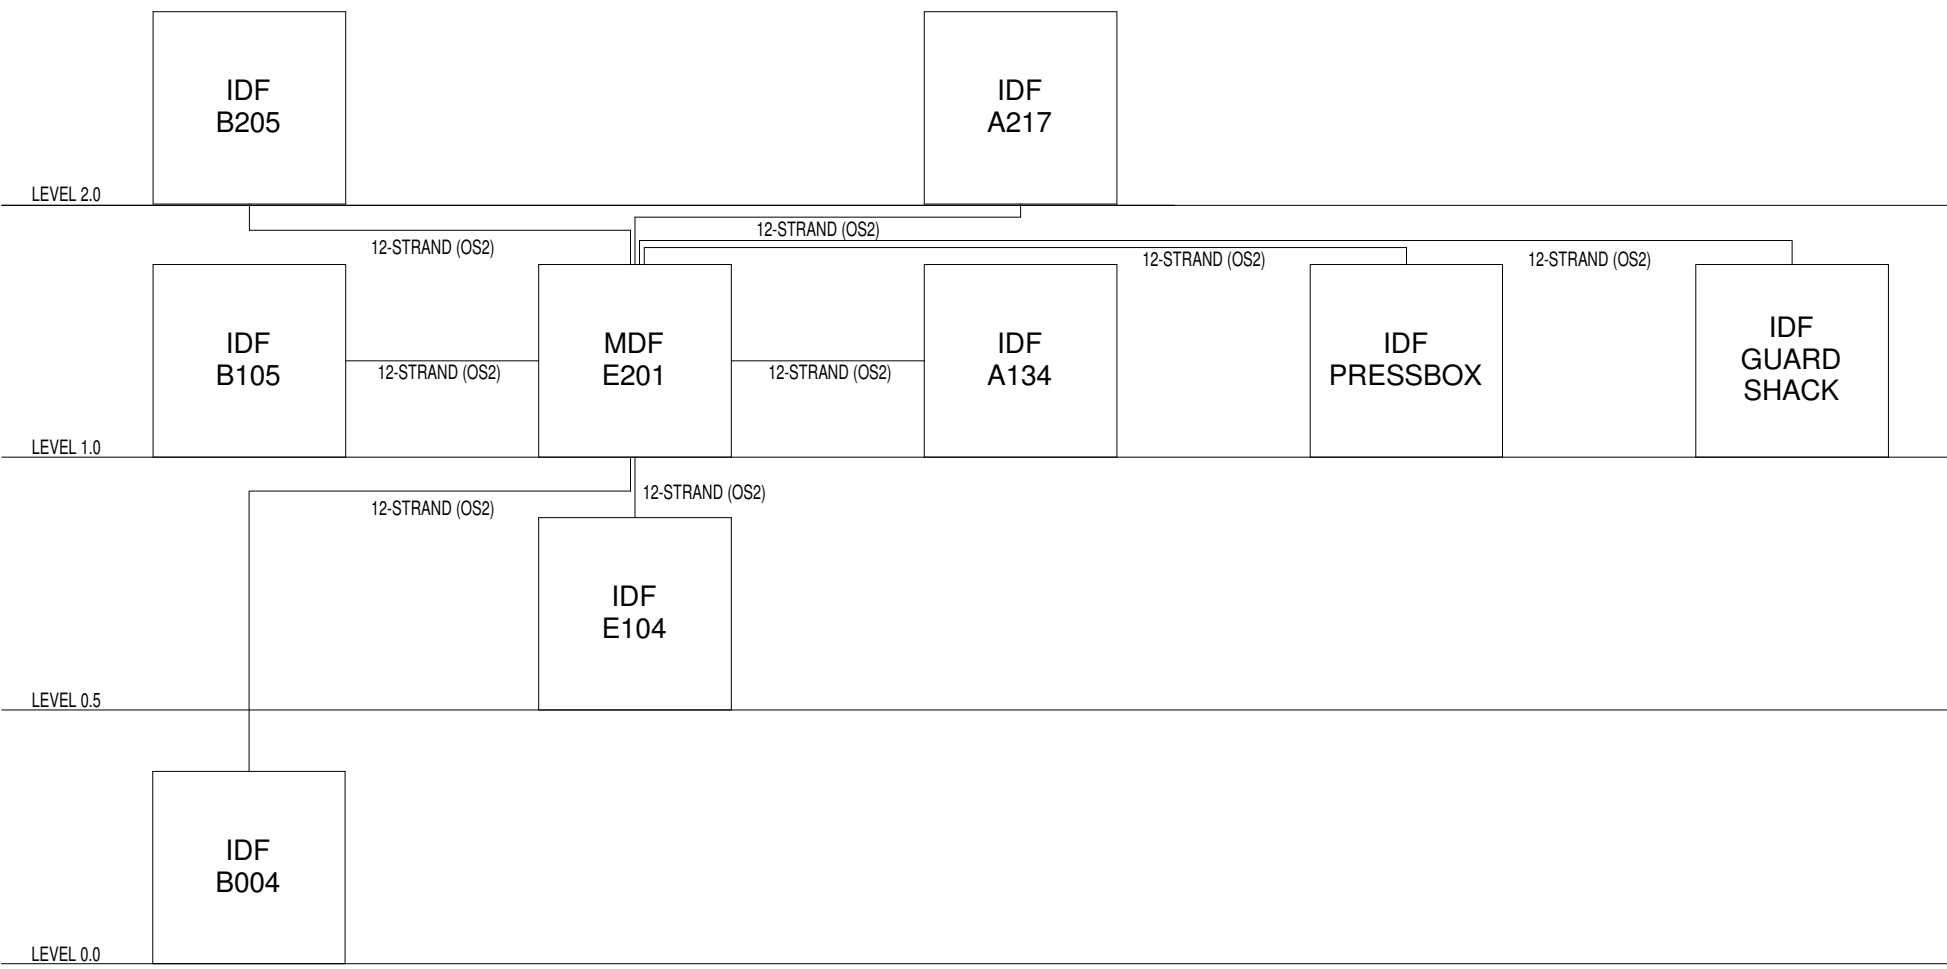 IDF
B205
IDF
A217
LEVEL 2.0
12-STRAND (OS2)
12-STRAND (OS2)
12-STRAND (OS2)
12-STRAND (OS2)
IDF
B105
12-STRAND (OS2)
MDF
E201
12-STRAND (OS2)
IDF
A134
IDF
PRESSBOX
IDF
GUARD
SHACK
LEVEL 1.0
12-STRAND (OS2)
12-STRAND (OS2)
IDF
E104
LEVEL 0.5
IDF
B004
LEVEL 0.0